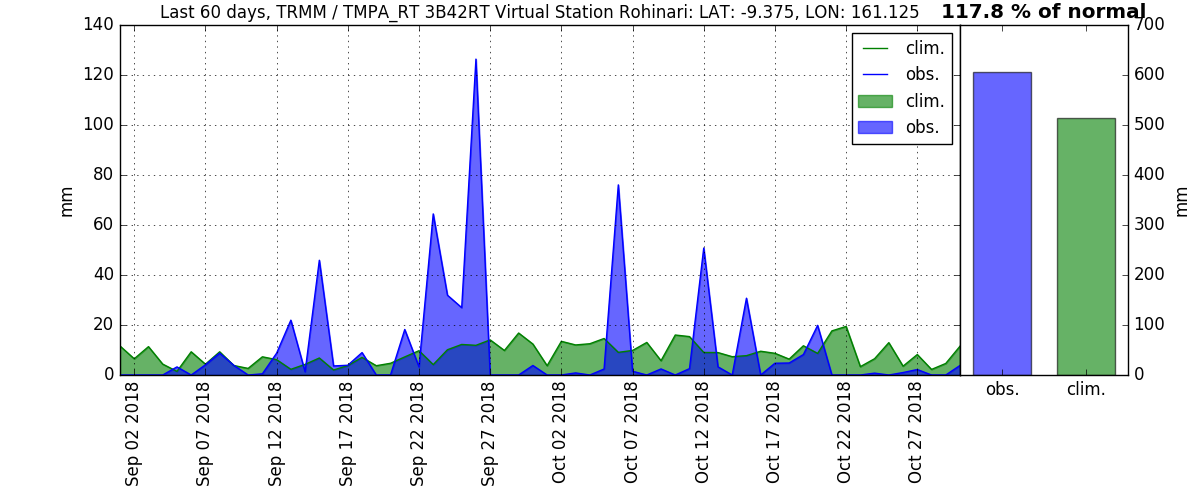 Last 60 days, TRMM / TMPA_RT 3B42RT Virtual Station Rohinari: LAT: -9.375, LON: 161.125
117.8 % of normal
140
120
100
80
60
40
20
0
mm
clim.
obs.
clim.
obs.
700
600
500
400
300
200
100
0
mm
Sep 02 2018
Sep 07 2018
Sep 12 2018
Sep 17 2018
Sep 22 2018
Sep 27 2018
Oct 02 2018
Oct 07 2018
Oct 12 2018
Oct 17 2018
Oct 22 2018
Oct 27 2018
obs.
clim.